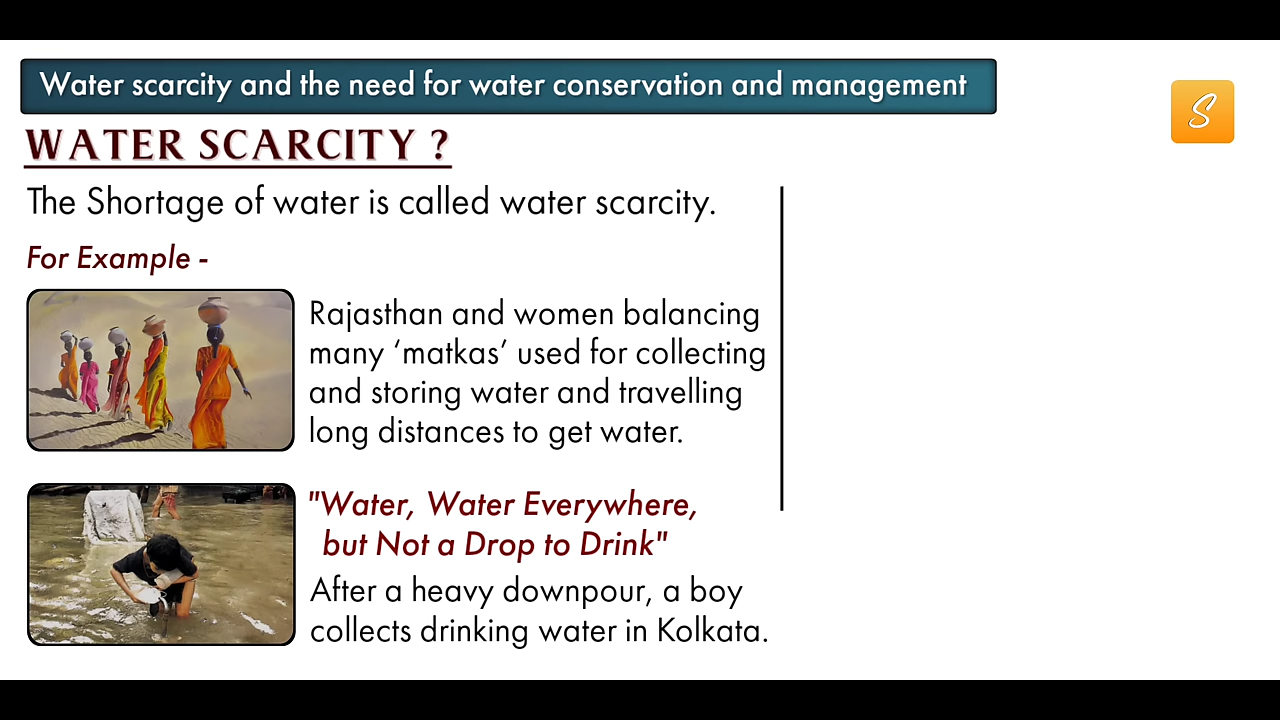 Water scarcity and the need for water conservation and management
S
WATER SCARCITY ?
The Shortage of water is called water scarcity.
For Example -
Rajasthan and women balancing
many ‘matkas’ used for collecting
and storing water and travelling
long distances to get water.
"Water, Water Everywhere,
but Not a Drop to Drink"
After a heavy downpour, a boy
collects drinking water in Kolkata.